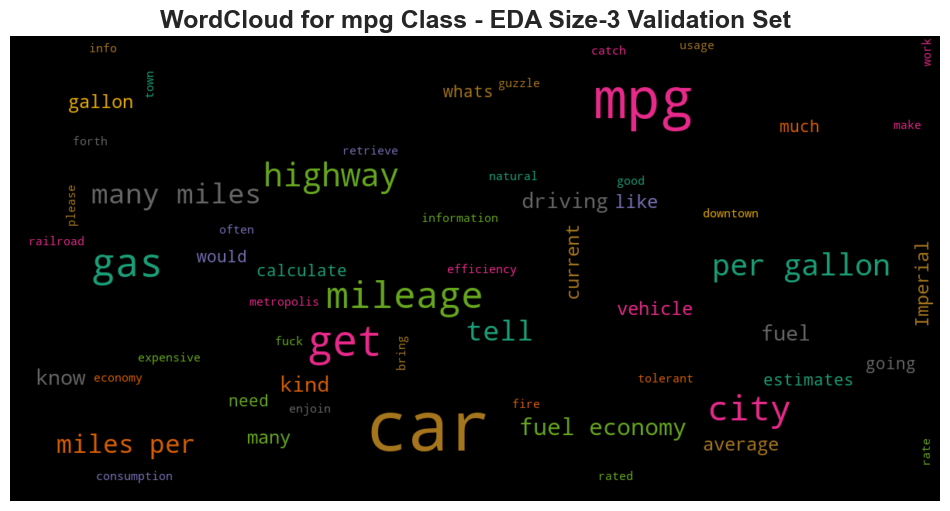 WordCloud for mpg Class - EDA Size-3 Validation Set
info
catch
usage
work
town
gallon
whats
guzzle
mpg
much
make
forth
retrieve
highway
natural
good
many miles
please
driving
like
downtown
information
often
railroad
would
current
gas
calculate
efficiency
per gallon
Imperial
metropolis
mileage
vehicle
fuck
get
bring
tell
fuel
expensive
going
know
economy
kind
tolerant
estimates
need
enjoin
fire
city
car
fuel economy
many
miles per
average
rate
consumption
rated